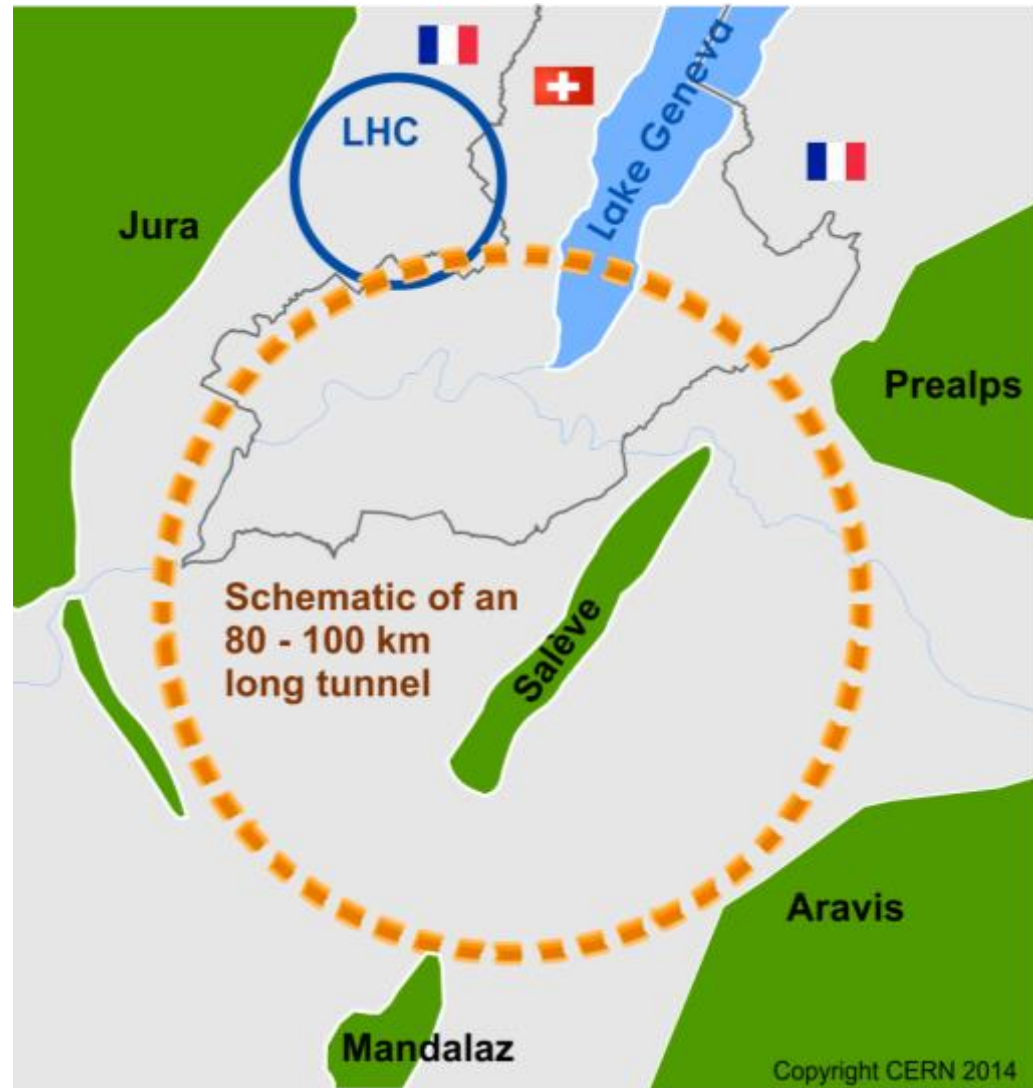 LHC
Lake Geneva
Jura
Prealps
Schematic of an
80 - 100 km
long tunnel
Salève
Aravis
Mandalaz
Copyright CERN 2014